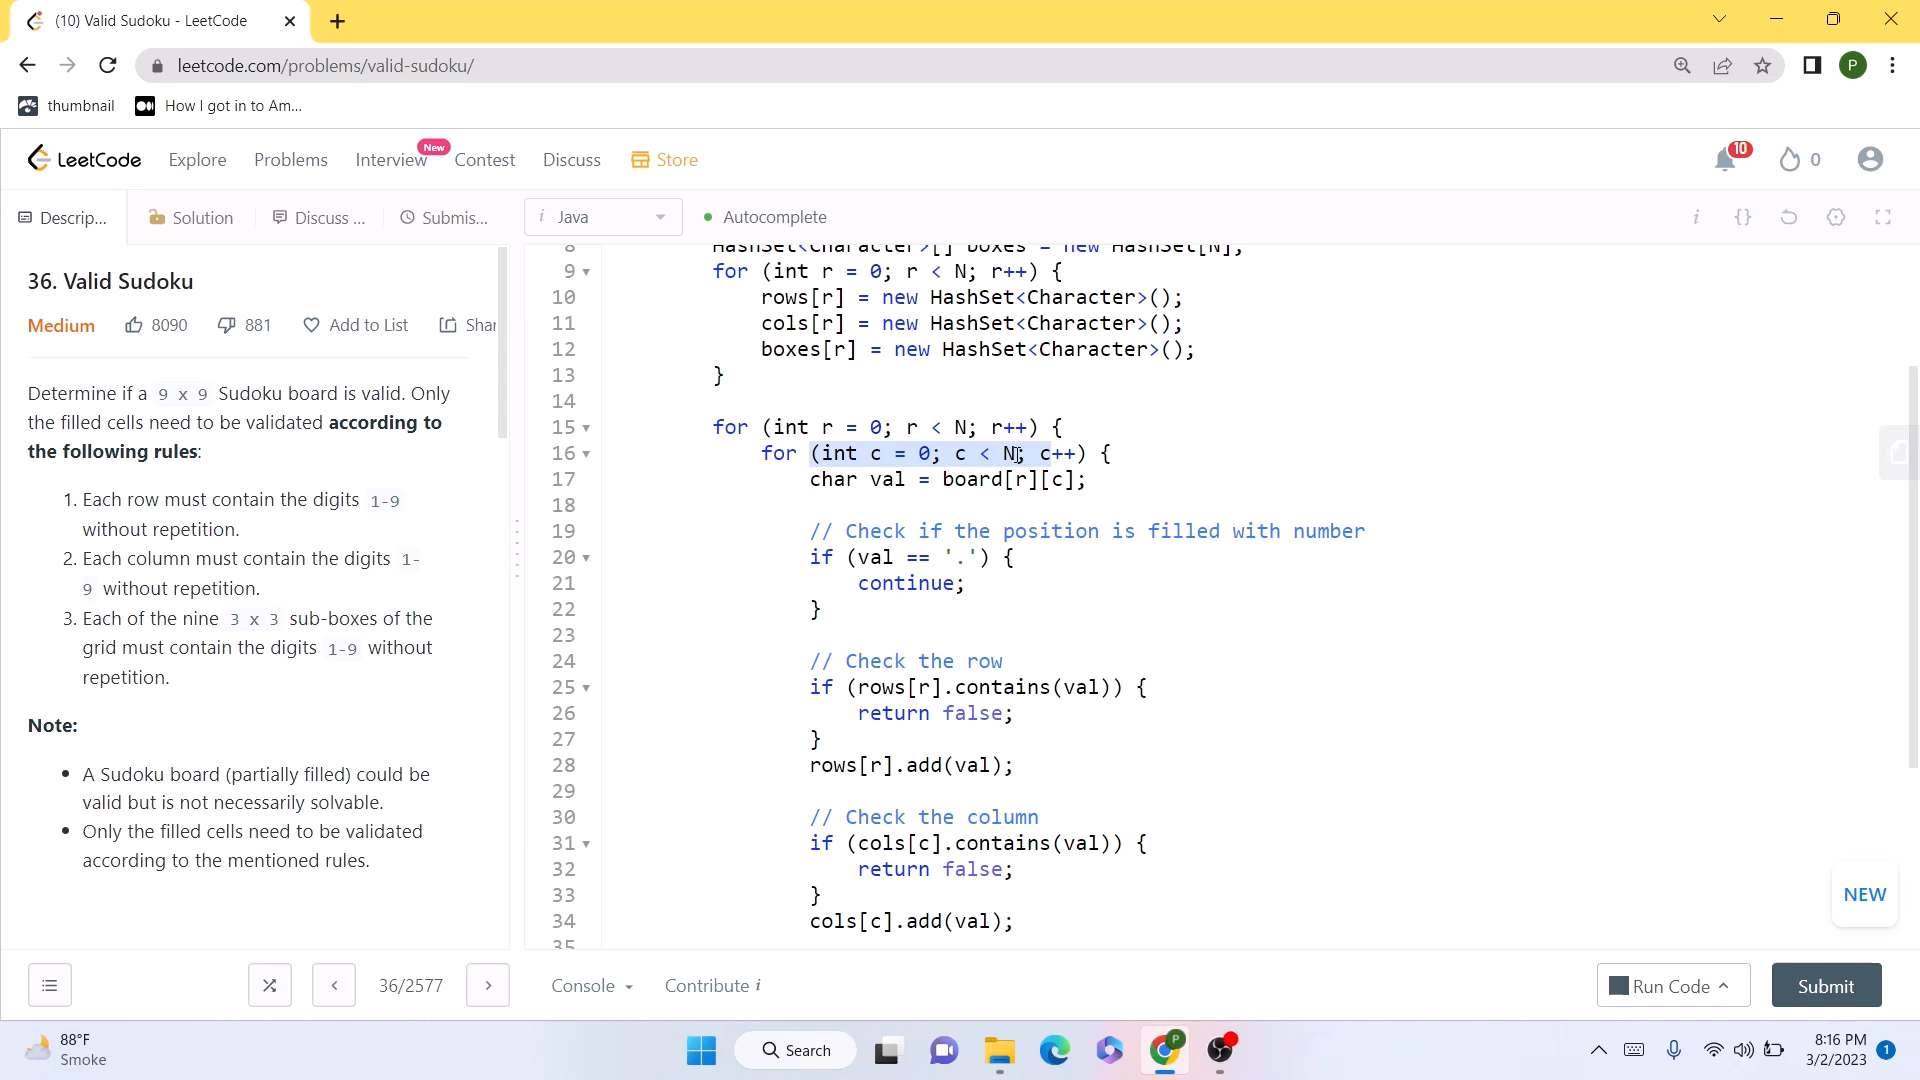 (10) Valid Sudoku - LeetCode
leetcode.com/problems/valid-sudoku/
P
thumbnail
How I got in to Am...
LeetCode
Explore
Problems
Interview
New
Contest
Discuss
Store
10
0
Descrip...
Solution
Discuss ...
Submis...
i Java
Autocomplete
i {}
36. Valid Sudoku
Medium
8090
881
Add to List
Shar
Determine if a 9 x 9 Sudoku board is valid. Only
the filled cells need to be validated according to
the following rules:
1. Each row must contain the digits 1-9
without repetition.
2. Each column must contain the digits 1-
9 without repetition.
3. Each of the nine 3 x 3 sub-boxes of the
grid must contain the digits 1-9 without
repetition.
Note:
• A Sudoku board (partially filled) could be
valid but is not necessarily solvable.
• Only the filled cells need to be validated
according to the mentioned rules.
8 HashSet<Character>[] boxes = new HashSet[N];
9 for (int r = 0; r < N; r++) {
10 rows[r] = new HashSet<Character>();
11 cols[r] = new HashSet<Character>();
12 boxes[r] = new HashSet<Character>();
13 }
14
15 for (int r = 0; r < N; r++) {
16 for (int c = 0; c < N; c++) {
17 char val = board[r][c];
18
19 // Check if the position is filled with number
20 if (val == '.') {
21 continue;
22 }
23
24 // Check the row
25 if (rows[r].contains(val)) {
26 return false;
27 }
28 rows[r].add(val);
29
30 // Check the column
31 if (cols[c].contains(val)) {
32 return false;
33 }
34 cols[c].add(val);
35
NEW
36/2577
Console
Contribute i
Run Code
Submit
88°F
Smoke
Search
P
8:16 PM
3/2/2023
1